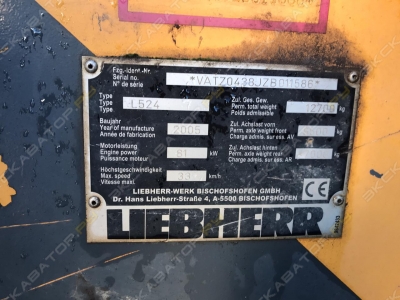 Fzg.-Ident.-Nr.
Serial no.
N° de série
*VATZ0438JZB011586*
Type L524
Type
Type
Zul. Ges. Gew.
Perm. total weight kg
Poids admissible
Baujahr
Year of manufacture 2005
Année de fabrication
Zul. Achslast vorn
Perm. axle weight front kg
Charge admis. sur ess. AV
Motorleistung
Engine power 81 kW
Puissance moteur
Zul. Achslast hinten
Perm. axle weight rear kg
Charge admis. sur ess. AR
Höchstgeschwindigkeit
Max. speed km/h
Vitesse maxi.
LIEBHERR-WERK BISCHOFSHOFEN GMBH
Dr. Hans Liebherr-Straße 4, A-5500 BISCHOFSHOFEN
CE
LIEBHERR